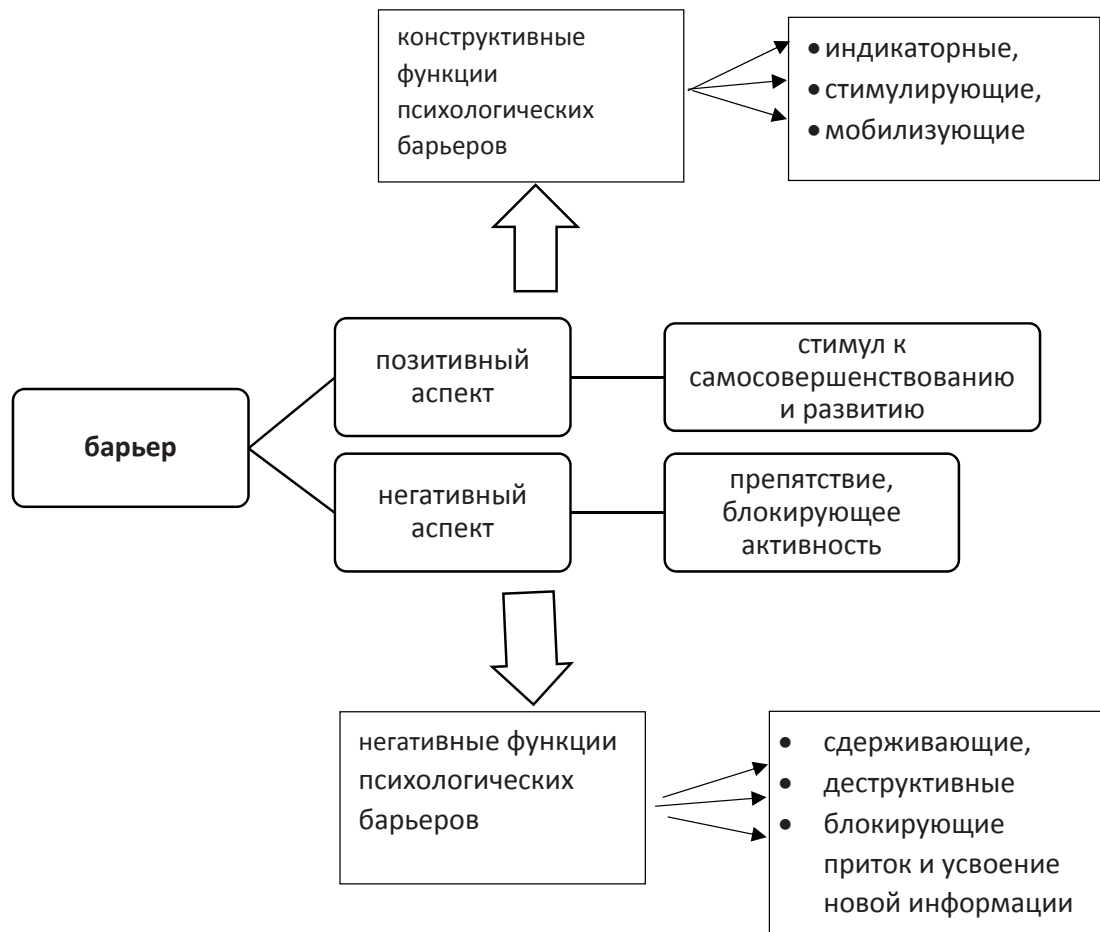 конструктивные
функции
психологических
барьеров
• индикаторные,
• стимулирующие,
• мобилизующие
позитивный
аспект
стимул к
самосовершенствованию
и развитию
барьер
негативный
аспект
препятствие,
блокирующее
активность
негативные функции
психологических
барьеров
• сдерживающие,
• деструктивные
• блокирующие
приток и усвоение
новой информации